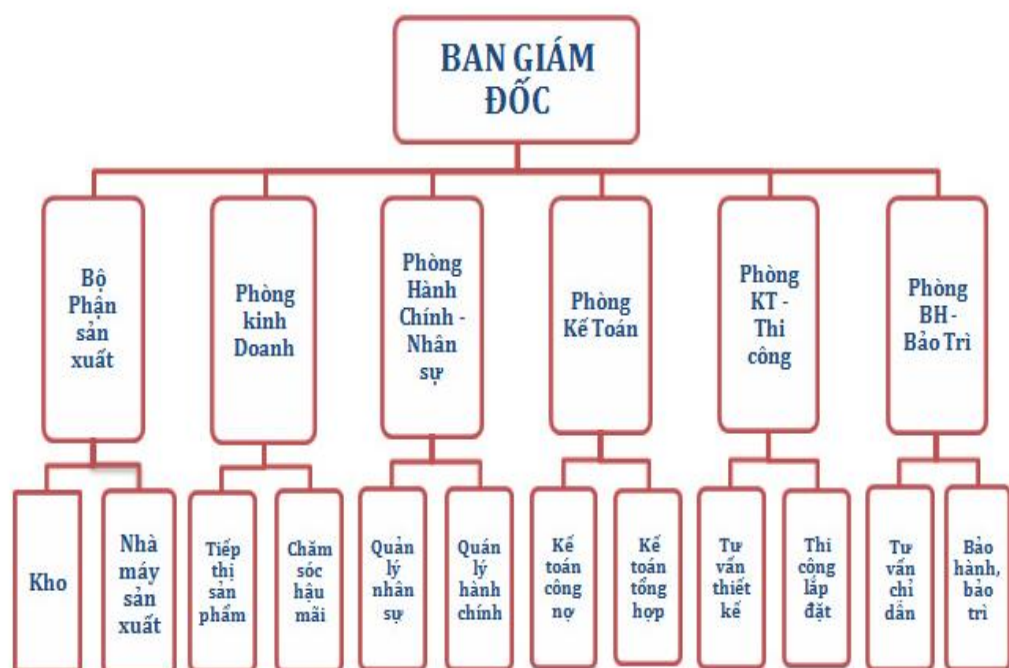 BAN GIÁM
ĐỐC
Bộ
Phận
sản
xuất
Phòng
kinh
Doanh
Phòng
Hành
Chính -
Nhân
sự
Phòng
Kế Toán
Phòng
KT -
Thi
công
Phòng
BH -
Bảo Trì
Kho
Nhà
máy
sản
xuất
Tiếp
thị sản
phẩm
Chăm
sóc
hậu
mãi
Quản
lý
nhân
sự
Quán
lý
hành
chính
Kế
toán
công
nợ
Kế
toán
tổng
hợp
Tư
vấn
thiết
kế
Thi
công
lắp
đặt
Tư
vấn
chỉ
dẫn
Bảo
hành,
bảo
trì